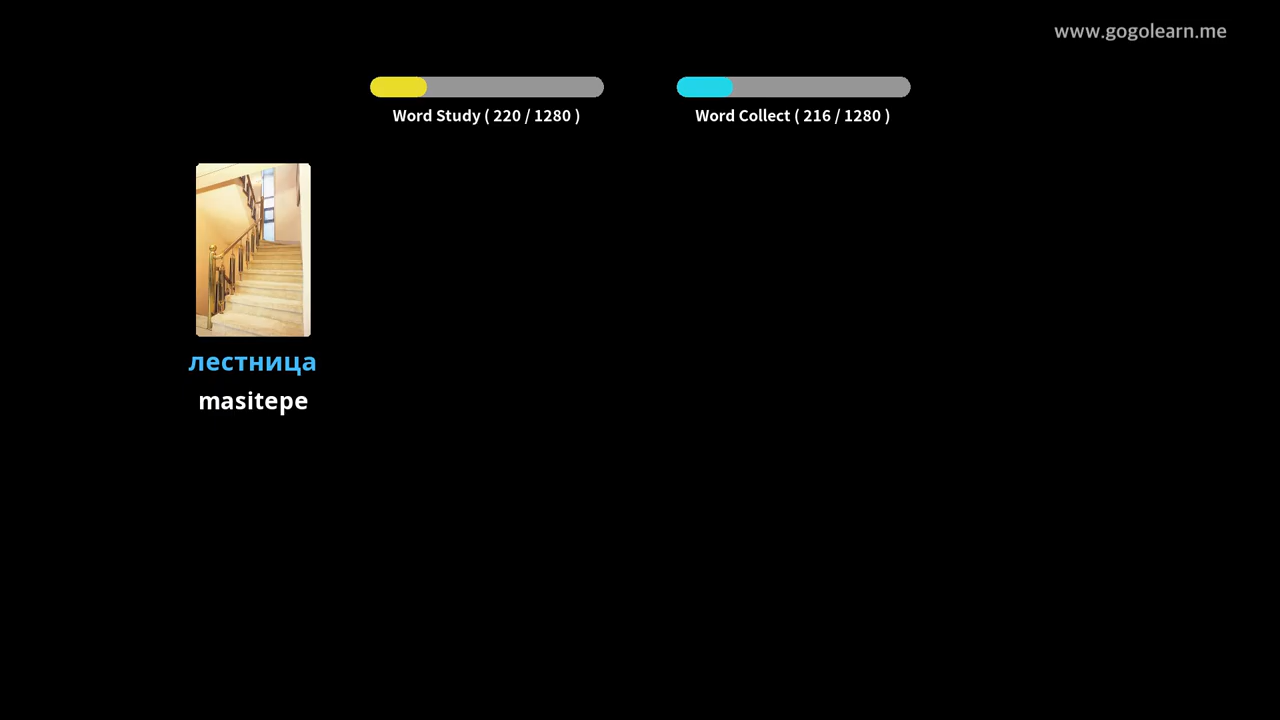 www.gogolearn.me
Word Study ( 220 / 1280 )
Word Collect ( 216 / 1280 )
лестница
masitepe